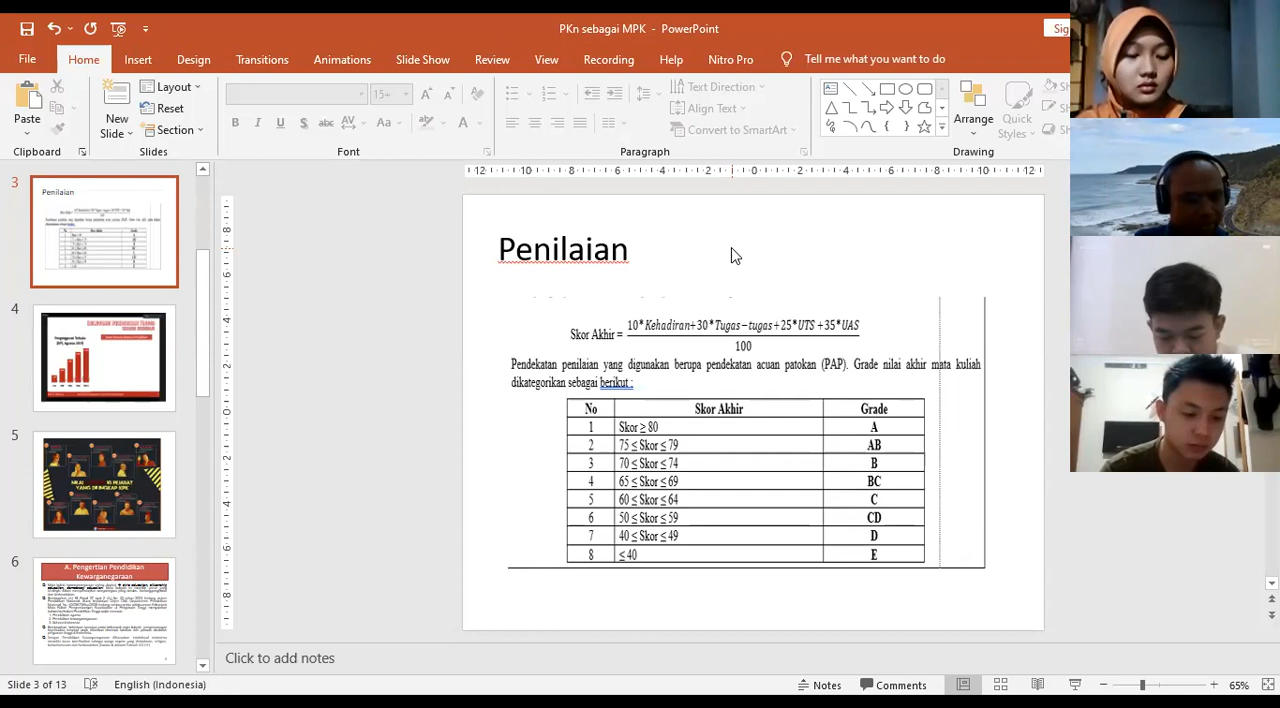 PKn sebagai MPK - PowerPoint
File Home Insert Design Transitions Animations Slide Show Review View Recording Help Nitro Pro Tell me what you want to do
Paste
New Slide
Layout
Reset
Section
15+
Text Direction
Align Text
Convert to SmartArt
Arrange
Quick Styles
Clipboard Slides Font Paragraph Drawing
3
Penilaian
4
5
6
A. Pengertian Pendidikan
Kewarganegaraan
Penilaian
Skor Akhir = 10*Kehadiran+30*Tugas-tugas+25*UTS +35*UAS
100
Pendekatan penilaian yang digunakan berupa pendekatan acuan patokan (PAP). Grade nilai akhir mata kuliah
dikategorikan sebagai berikut :
No Skor Akhir Grade
1 Skor ≥ 80 A
2 75 ≤ Skor ≤ 79 AB
3 70 ≤ Skor ≤ 74 B
4 65 ≤ Skor ≤ 69 BC
5 60 ≤ Skor ≤ 64 C
6 50 ≤ Skor ≤ 59 CD
7 40 ≤ Skor ≤ 49 D
8 ≤ 40 E
Click to add notes
Slide 3 of 13 English (Indonesia) Notes Comments 65%